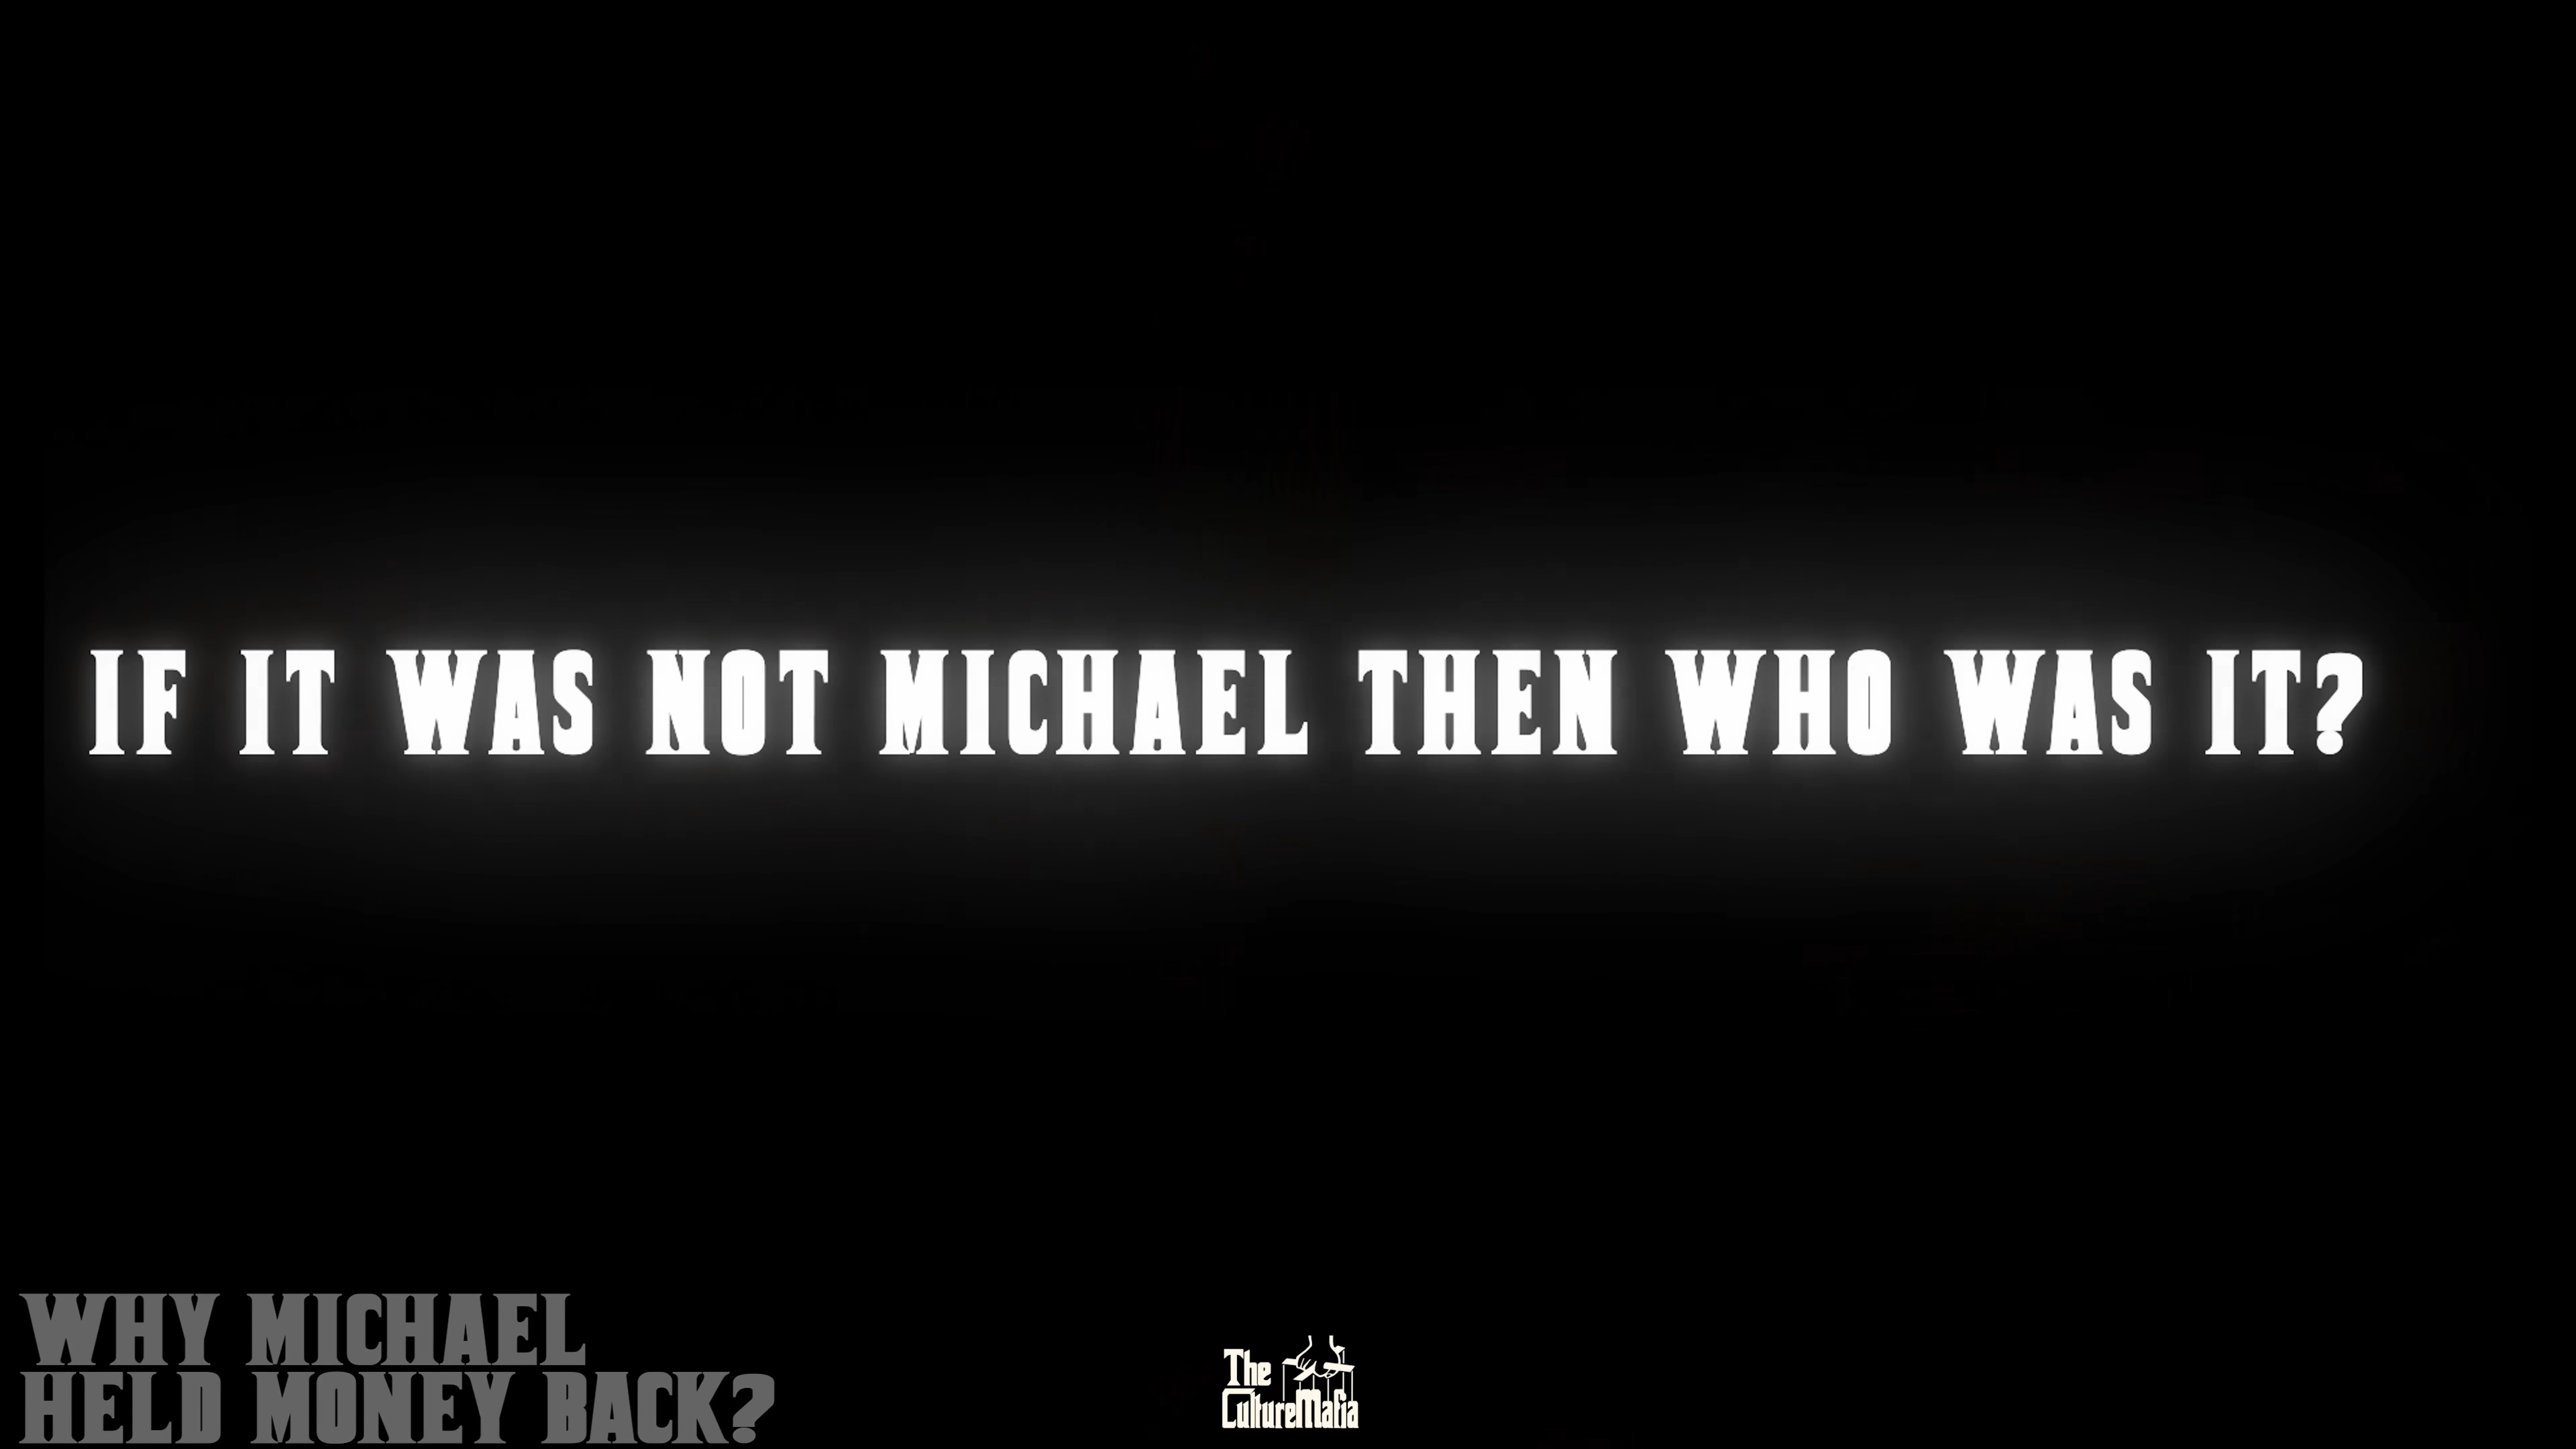 IF IT WAS NOT MICHAEL THEN WHO WAS IT?
WHY MICHAEL
HELD MONEY BACK?
The
CultureMafia